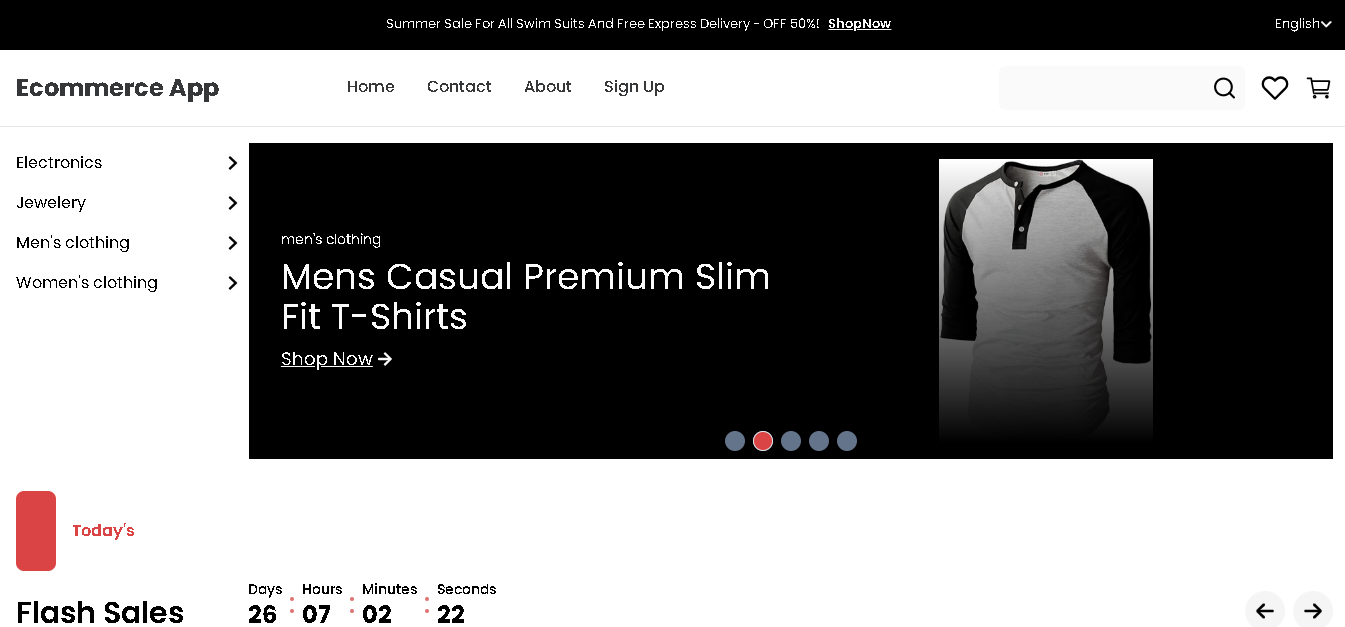 Summer Sale For All Swim Suits And Free Express Delivery - OFF 50%! ShopNow
English
Ecommerce App
Home Contact About Sign Up
Electronics
Jewelery
Men's clothing
Women's clothing
men's clothing
Mens Casual Premium Slim
Fit T-Shirts
Shop Now
Today's
Flash Sales
Days : Hours : Minutes : Seconds
26 07 02 22